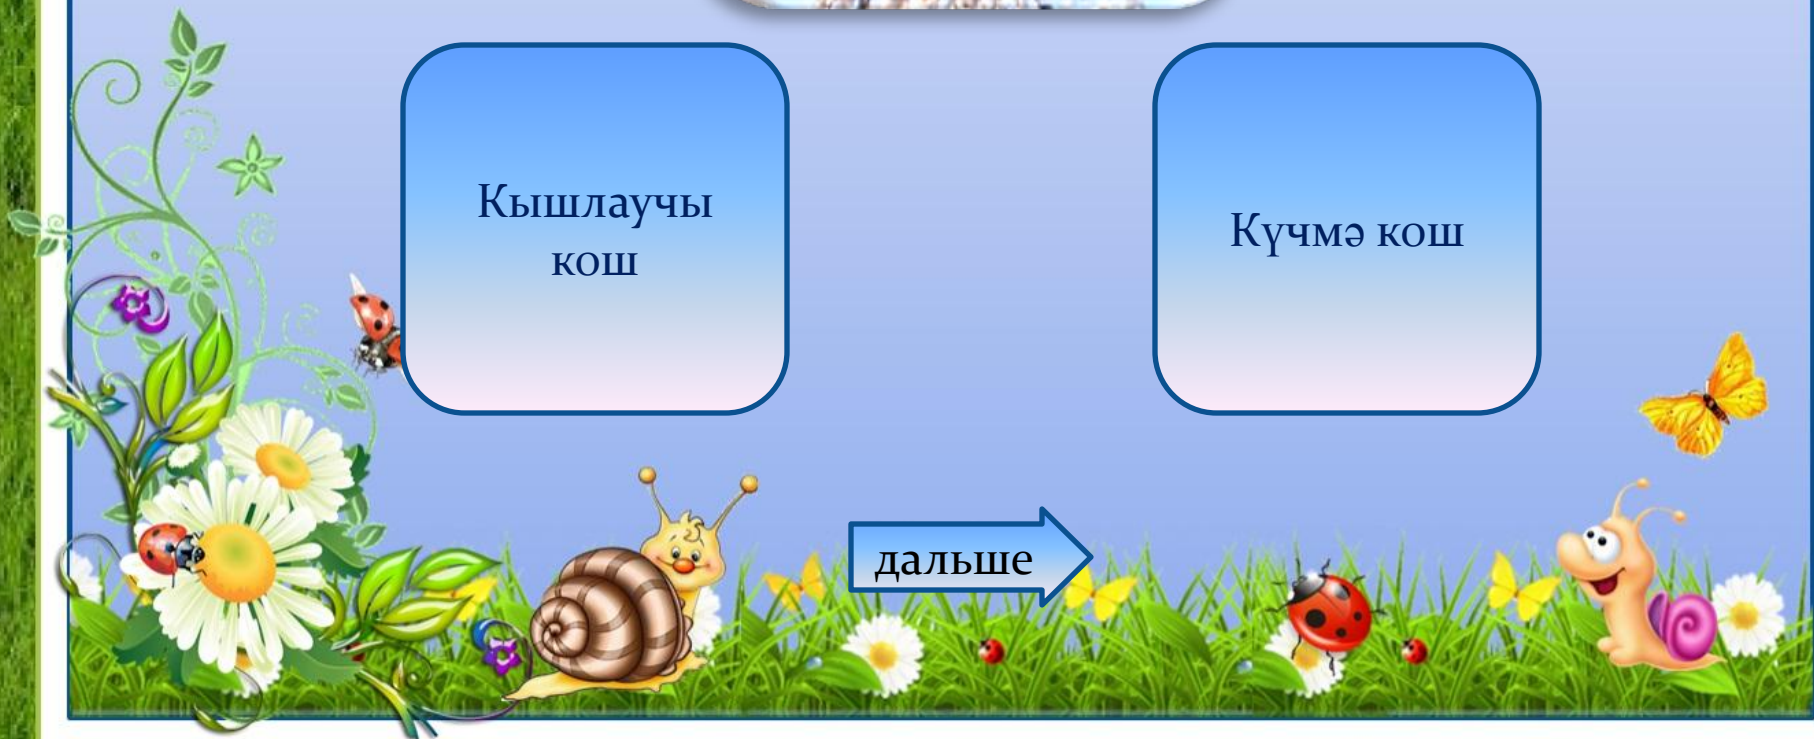 Кышлаучы
кош
Күчмә кош
дальше